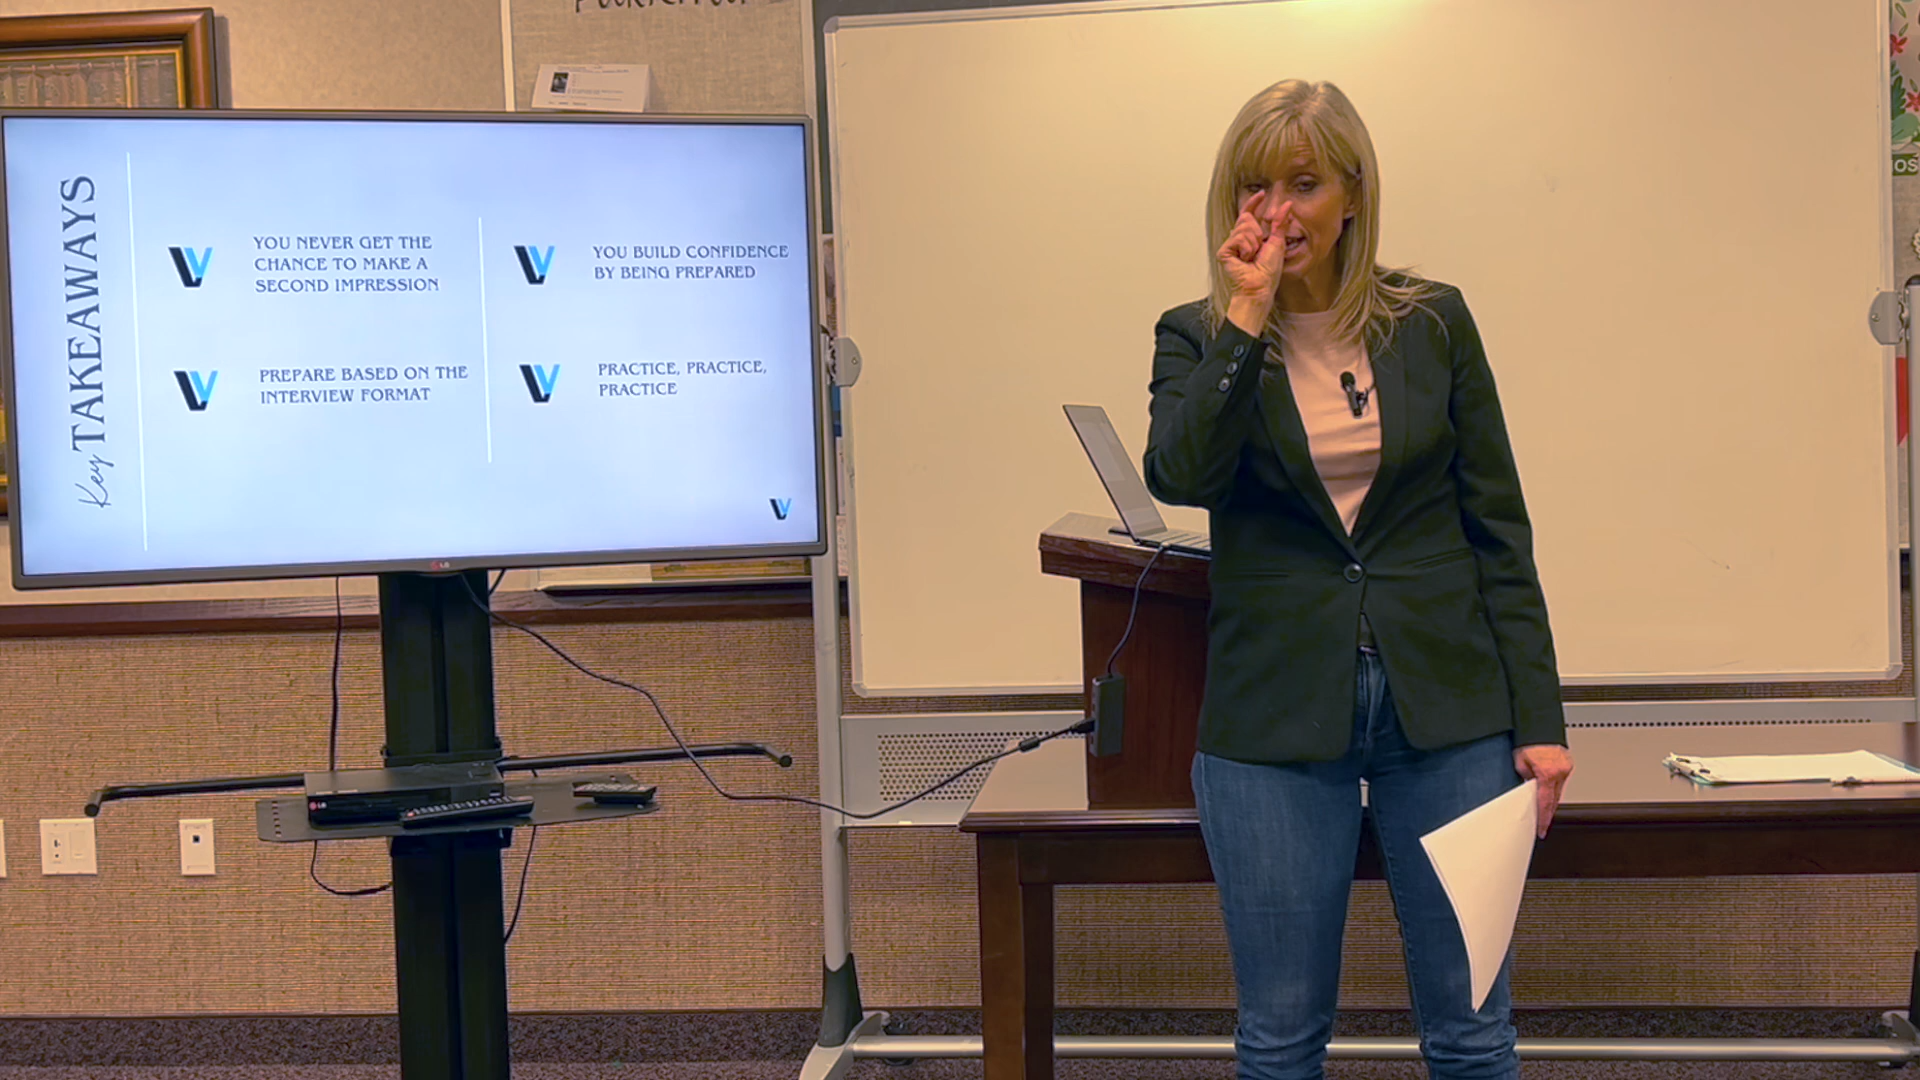 Key TAKEAWAYS
YOU NEVER GET THE
CHANCE TO MAKE A
SECOND IMPRESSION
YOU BUILD CONFIDENCE
BY BEING PREPARED
PREPARE BASED ON THE
INTERVIEW FORMAT
PRACTICE, PRACTICE,
PRACTICE
LG
LG